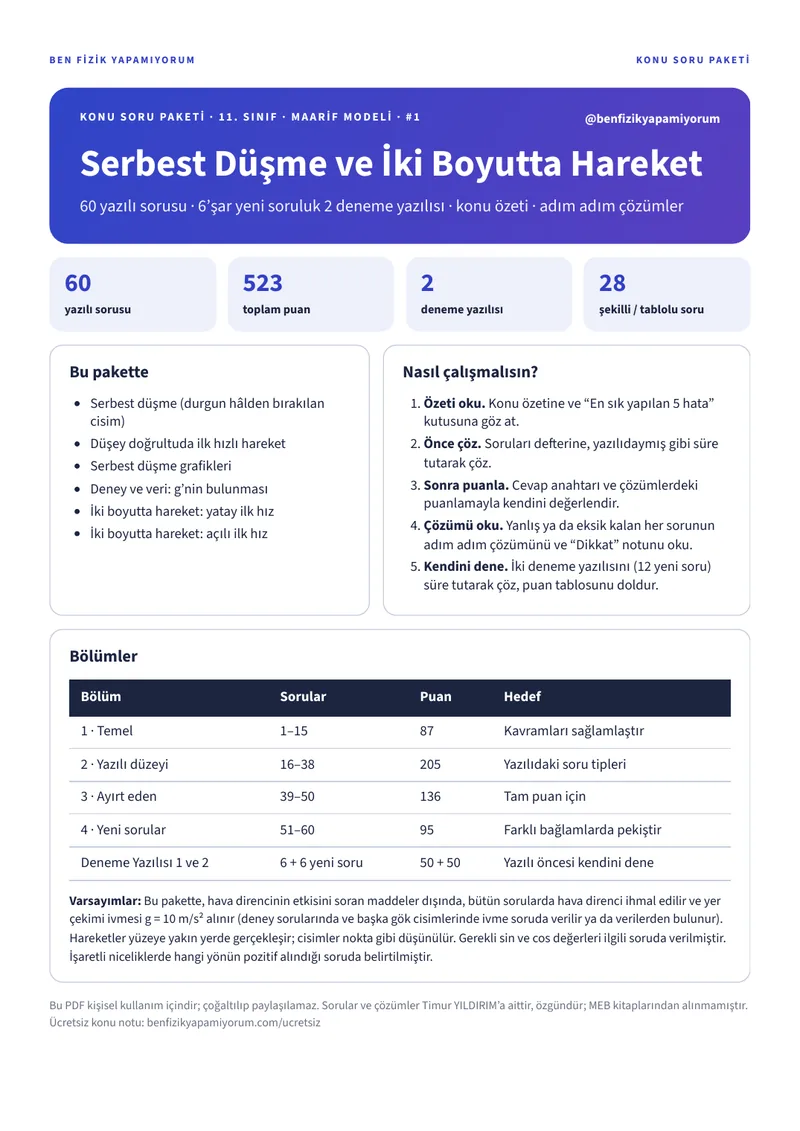 BEN FİZİK YAPAMIYORUM
KONU SORU PAKETİ
KONU SORU PAKETİ · 11. SINIF · MAARİF MODELİ · #1
@benfizikyapamiyorum
Serbest Düşme ve İki Boyutta Hareket
60 yazılı sorusu · 6’şar yeni soruluk 2 deneme yazılısı · konu özeti · adım adım çözümler
60
yazılı sorusu
523
toplam puan
2
deneme yazılısı
28
şekilli / tablolu soru
Bu pakette
• Serbest düşme (durgun hâlden bırakılan
cisim)
• Düşey doğrultuda ilk hızlı hareket
• Serbest düşme grafikleri
• Deney ve veri: g’nin bulunması
• İki boyutta hareket: yatay ilk hız
• İki boyutta hareket: açılı ilk hız
Nasıl çalışmalısın?
1. Özeti oku. Konu özetine ve “En sık yapılan 5 hata”
kutusuna göz at.
2. Önce çöz. Soruları defterine, yazılıdaymış gibi süre
tutarak çöz.
3. Sonra puanla. Cevap anahtarı ve çözümlerdeki
puanlamayla kendini değerlendir.
4. Çözümü oku. Yanlış ya da eksik kalan her sorunun
adım adım çözümünü ve “Dikkat” notunu oku.
5. Kendini dene. İki deneme yazılısını (12 yeni soru)
süre tutarak çöz, puan tablosunu doldur.
Bölümler
Bölüm Sorular Puan Hedef
1 · Temel 1–15 87 Kavramları sağlamlaştır
2 · Yazılı düzeyi 16–38 205 Yazılıdaki soru tipleri
3 · Ayırt eden 39–50 136 Tam puan için
4 · Yeni sorular 51–60 95 Farklı bağlamlarda pekiştir
Deneme Yazılısı 1 ve 2 6 + 6 yeni soru 50 + 50 Yazılı öncesi kendini dene
Varsayımlar: Bu pakette, hava direncinin etkisini soran maddeler dışında, bütün sorularda hava direnci ihmal edilir ve yer
çekimi ivmesi g = 10 m/s² alınır (deney sorularında ve başka gök cisimlerinde ivme soruda verilir ya da verilerden bulunur).
Hareketler yüzeye yakın yerde gerçekleşir; cisimler nokta gibi düşünülür. Gerekli sin ve cos değerleri ilgili soruda verilmiştir.
İşaretli niceliklerde hangi yönün pozitif alındığı soruda belirtilmiştir.
Bu PDF kişisel kullanım içindir; çoğaltılıp paylaşılamaz. Sorular ve çözümler Timur YILDIRIM’a aittir, özgündür; MEB kitaplarından alınmamıştır.
Ücretsiz konu notu: benfizikyapamiyorum.com/ucretsiz